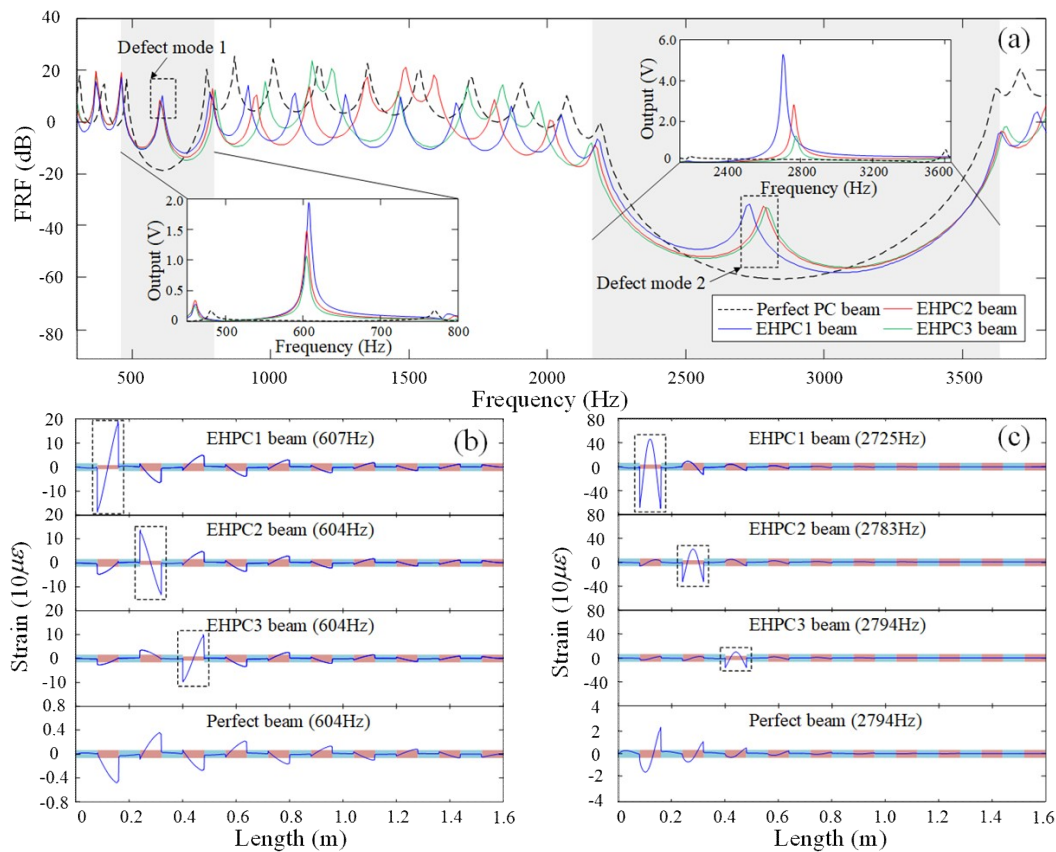 (a)
40
20
0
-20
-40
-60
-80
FRF (dB)
Defect mode 1
2.0
1.5
1.0
0.5
0
Output (V)
500 600 700 800
Frequency (Hz)
6.0
4.0
2.0
0
Output (V)
2400 2800 3200 3600
Frequency (Hz)
Defect mode 2
Perfect PC beam EHPC2 beam
EHPC1 beam EHPC3 beam
500 1000 1500 2000 2500 3000 3500
Frequency (Hz)
(b)
Strain (10με)
20
10
0
-10
EHPC1 beam (607Hz)
20
10
0
-10
EHPC2 beam (604Hz)
20
10
0
-10
EHPC3 beam (604Hz)
0.8
0.4
0
-0.4
-0.8
Perfect beam (604Hz)
0 0.2 0.4 0.6 0.8 1.0 1.2 1.4 1.6
Length (m)
(c)
Strain (10με)
80
40
0
-40
EHPC1 beam (2725Hz)
80
40
0
-40
EHPC2 beam (2783Hz)
80
40
0
-40
EHPC3 beam (2794Hz)
4
2
0
-2
-4
Perfect beam (2794Hz)
0 0.2 0.4 0.6 0.8 1.0 1.2 1.4 1.6
Length (m)